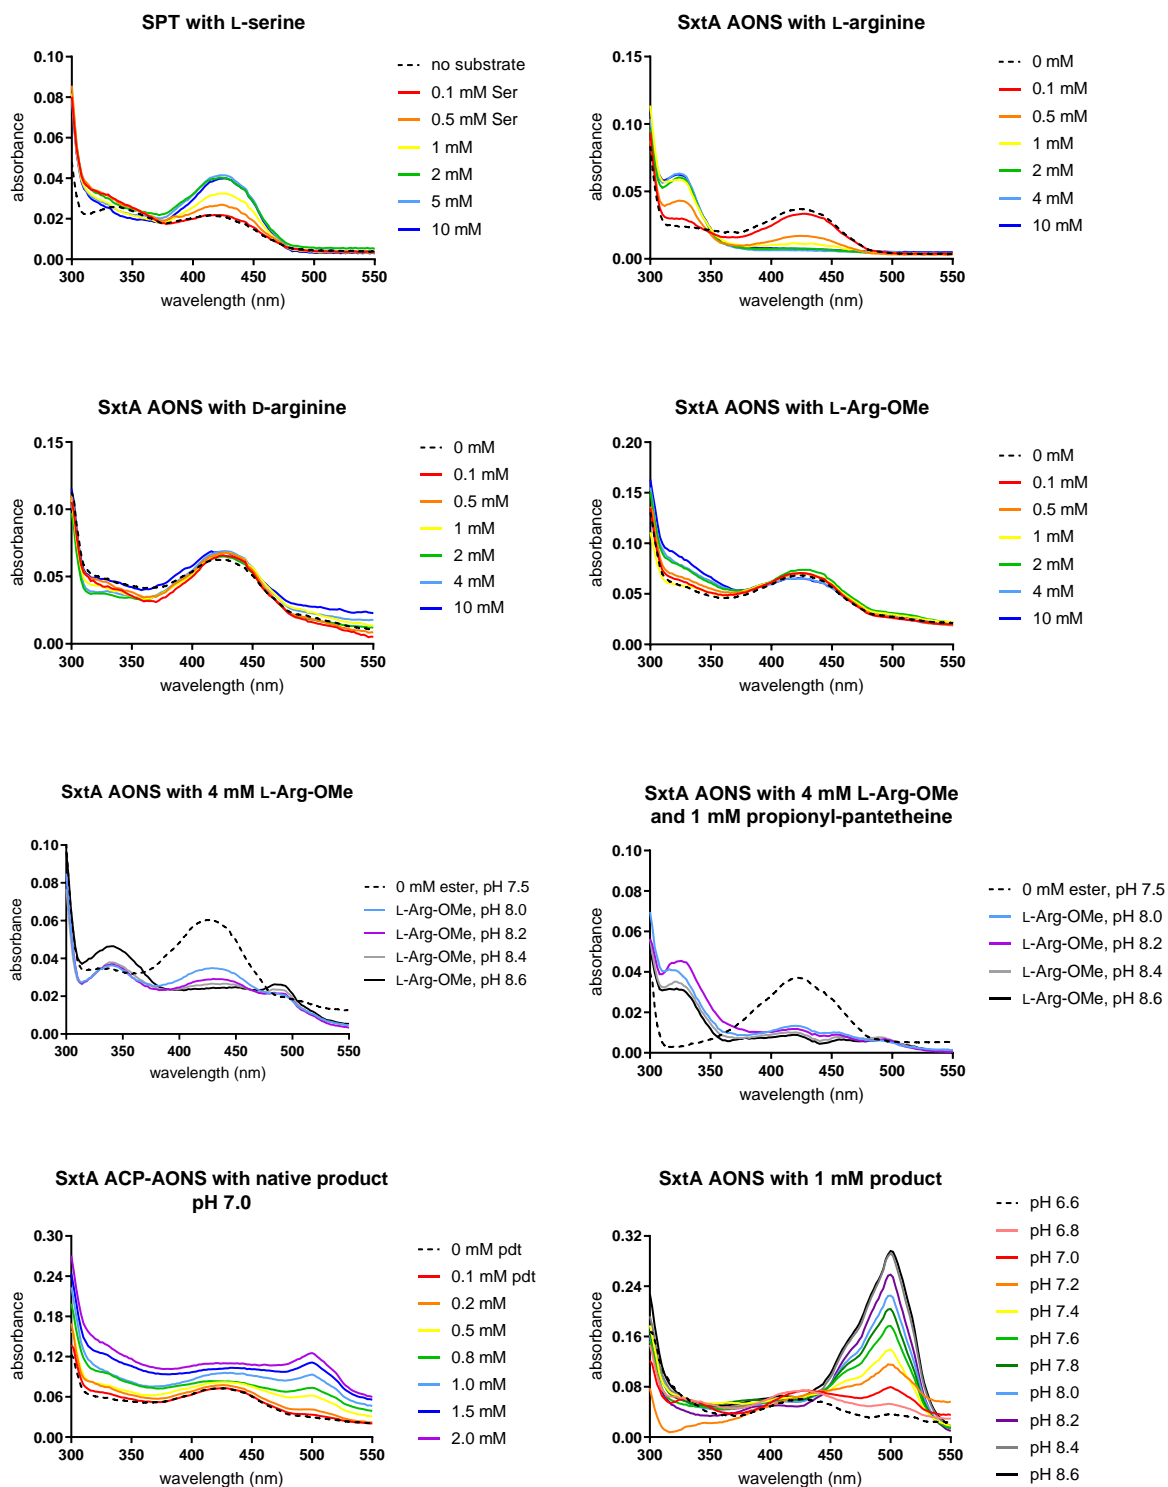 SPT with L-serine
0.10
0.08
0.06
0.04
0.02
0.00
absorbance
300 350 400 450 500 550
wavelength (nm)
no substrate
0.1 mM Ser
0.5 mM Ser
1 mM
2 mM
5 mM
10 mM
SxtA AONS with L-arginine
0.15
0.10
0.05
0.00
absorbance
300 350 400 450 500 550
wavelength (nm)
0 mM
0.1 mM
0.5 mM
1 mM
2 mM
4 mM
10 mM
SxtA AONS with D-arginine
0.15
0.10
0.05
0.00
absorbance
300 350 400 450 500 550
wavelength (nm)
0 mM
0.1 mM
0.5 mM
1 mM
2 mM
4 mM
10 mM
SxtA AONS with L-Arg-OMe
0.20
0.15
0.10
0.05
0.00
absorbance
300 350 400 450 500 550
wavelength (nm)
0 mM
0.1 mM
0.5 mM
1 mM
2 mM
4 mM
10 mM
SxtA AONS with 4 mM L-Arg-OMe
0.10
0.08
0.06
0.04
0.02
0.00
absorbance
300 350 400 450 500 550
wavelength (nm)
0 mM ester, pH 7.5
L-Arg-OMe, pH 8.0
L-Arg-OMe, pH 8.2
L-Arg-OMe, pH 8.4
L-Arg-OMe, pH 8.6
SxtA AONS with 4 mM L-Arg-OMe
and 1 mM propionyl-pantetheine
0.10
0.08
0.06
0.04
0.02
0.00
absorbance
300 350 400 450 500 550
wavelength (nm)
0 mM ester, pH 7.5
L-Arg-OMe, pH 8.0
L-Arg-OMe, pH 8.2
L-Arg-OMe, pH 8.4
L-Arg-OMe, pH 8.6
SxtA ACP-AONS with native product
pH 7.0
0.30
0.24
0.18
0.12
0.06
0.00
absorbance
300 350 400 450 500 550
wavelength (nm)
0 mM pdt
0.1 mM pdt
0.2 mM
0.5 mM
0.8 mM
1.0 mM
1.5 mM
2.0 mM
SxtA AONS with 1 mM product
0.32
0.24
0.16
0.08
0.00
absorbance
300 350 400 450 500 550
wavelength (nm)
pH 6.6
pH 6.8
pH 7.0
pH 7.2
pH 7.4
pH 7.6
pH 7.8
pH 8.0
pH 8.2
pH 8.4
pH 8.6